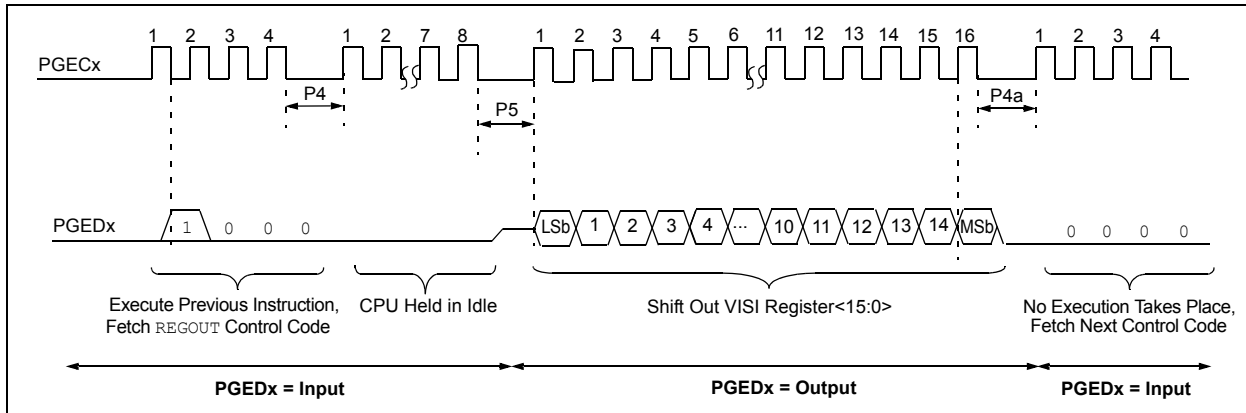 1 2 3 4 1 2 7 8 1 2 3 4 5 6 11 12 13 14 15 16 1 2 3 4
PGECx
P4 P5 P4a
PGEDx 1 0 0 0 LSb 1 2 3 4 ... 10 11 12 13 14 MSb 0 0 0 0
Execute Previous Instruction, CPU Held in Idle Shift Out VISI Register<15:0> No Execution Takes Place,
Fetch REGOUT Control Code Fetch Next Control Code
PGEDx = Input PGEDx = Output PGEDx = Input